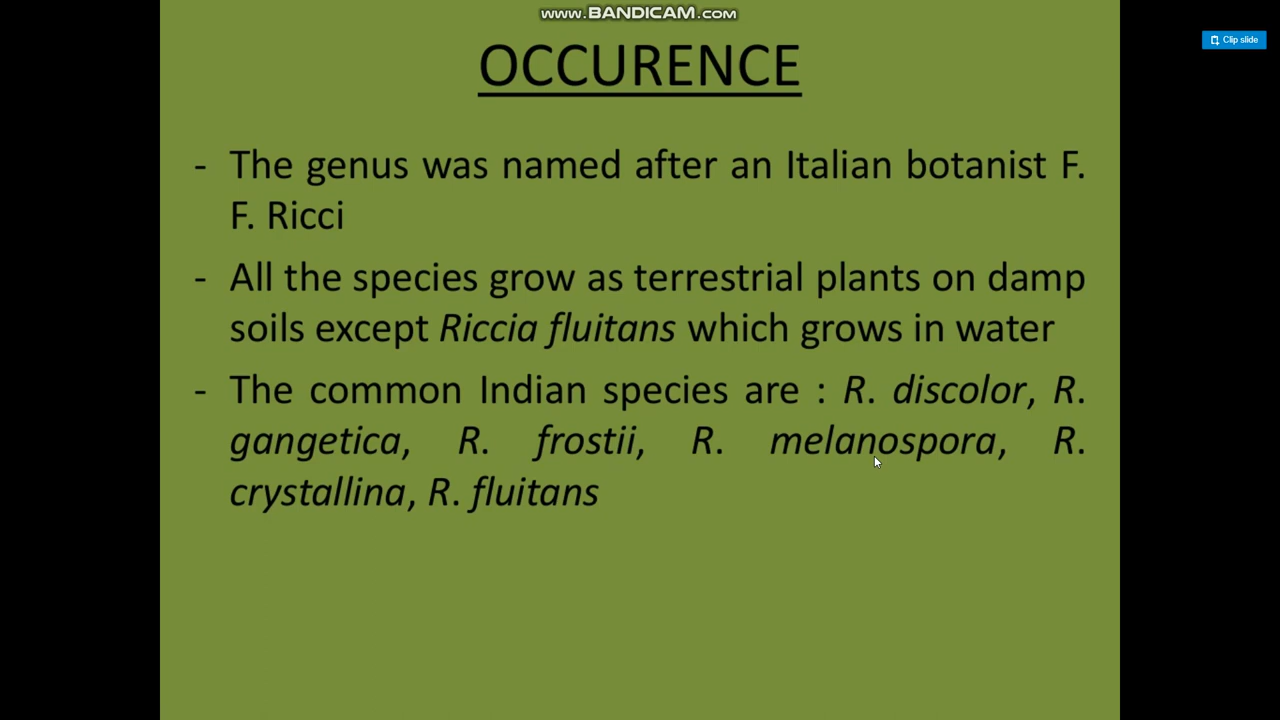 www.BANDICAM.com
Clip slide
OCCURENCE
- The genus was named after an Italian botanist F.
F. Ricci
- All the species grow as terrestrial plants on damp
soils except Riccia fluitans which grows in water
- The common Indian species are : R. discolor, R.
gangetica, R. frostii, R. melanospora, R.
crystallina, R. fluitans